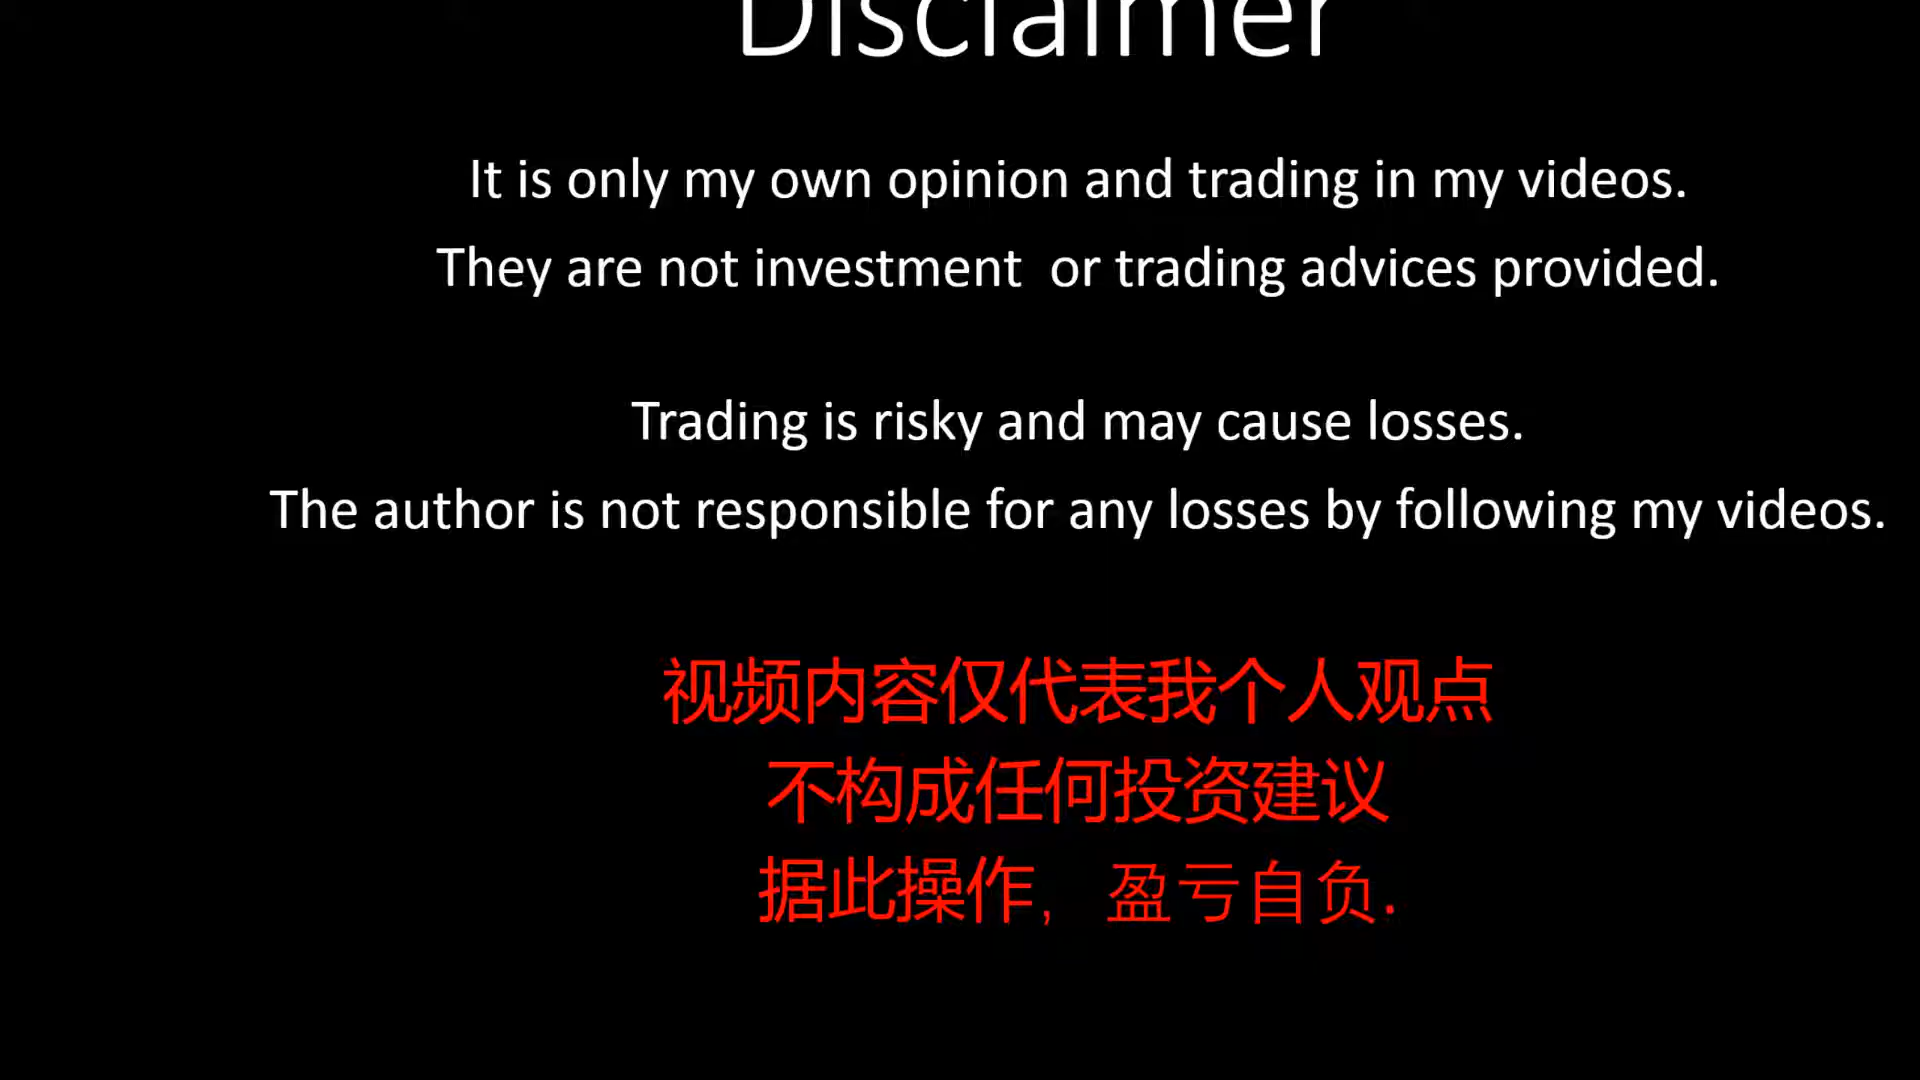 Disclaimer
It is only my own opinion and trading in my videos.
They are not investment  or trading advices provided.
Trading is risky and may cause losses.
The author is not responsible for any losses by following my videos.
视频内容仅代表我个人观点
不构成任何投资建议
据此操作, 盈亏自负.